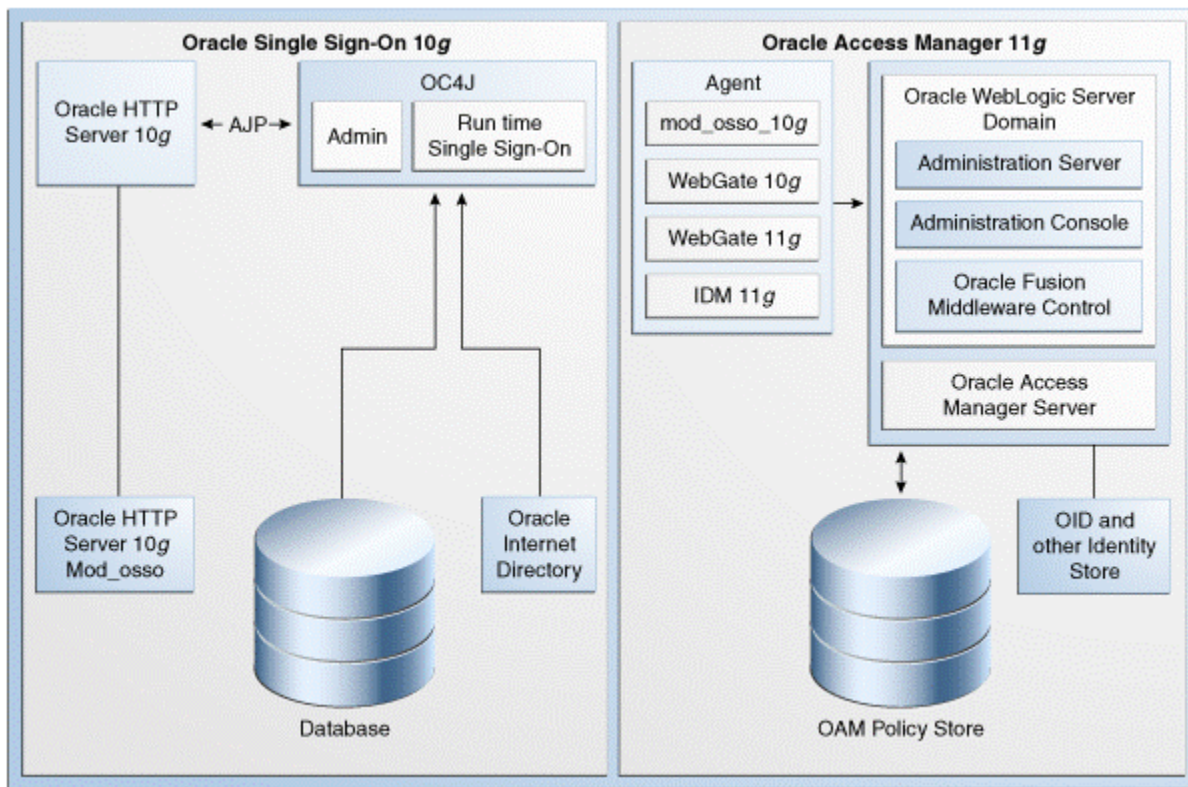 Oracle Single Sign-On 10g
Oracle HTTP
Server 10g
AJP
OC4J
Admin
Run time
Single Sign-On
Oracle HTTP
Server 10g
Mod_osso
Database
Oracle
Internet
Directory
Oracle Access Manager 11g
Agent
mod_osso_10g
WebGate 10g
WebGate 11g
IDM 11g
Oracle WebLogic Server
Domain
Administration Server
Administration Console
Oracle Fusion
Middleware Control
Oracle Access
Manager Server
OAM Policy Store
OID and
other Identity
Store